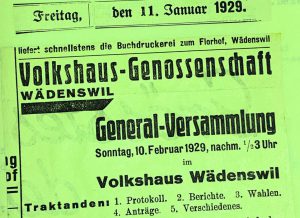 Freitag, den 11. Januar 1929.
liefert schnellstens die Buchdruckerei zum Florhof, Wädenswil
Volkshaus-Genossenschaft
WÄDENSWIL
General-Versammlung
Sonntag, 10. Februar 1929, nachm. ½3 Uhr
im
Volkshaus Wädenswil
Traktanden: 1. Protokoll. 2. Berichte. 3. Wahlen.
4. Anträge. 5. Verschiedenes.